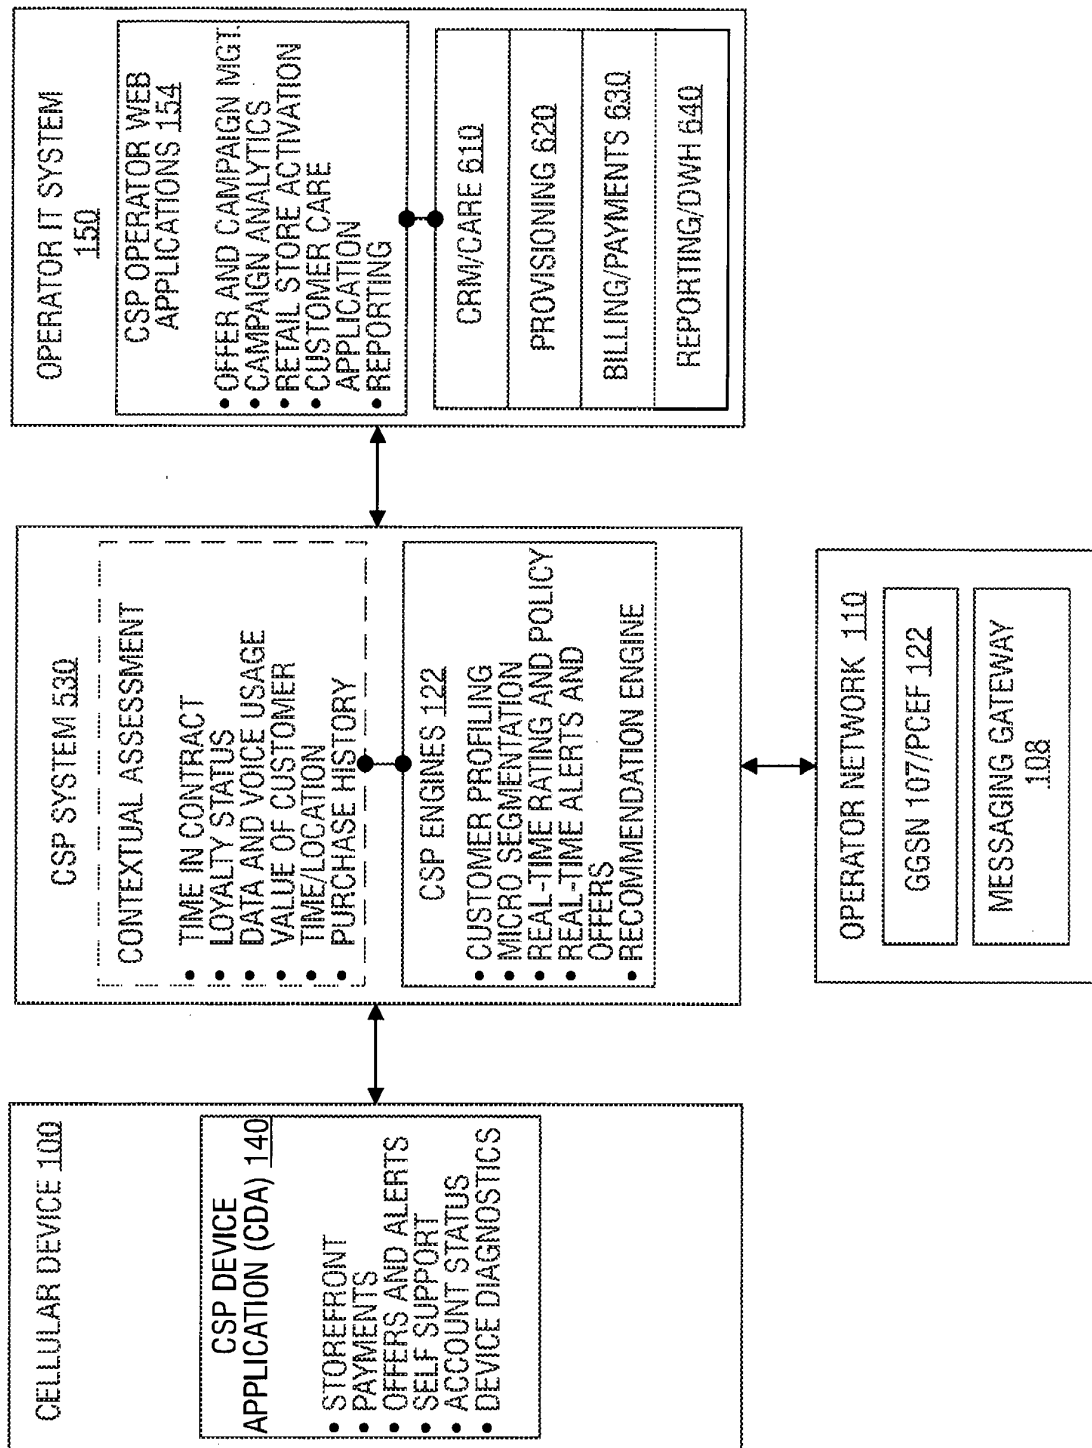 CELLULAR DEVICE 100
CSP DEVICE
APPLICATION (CDA) 140
• STOREFRONT
• PAYMENTS
• OFFERS AND ALERTS
• SELF SUPPORT
• ACCOUNT STATUS
• DEVICE DIAGNOSTICS
CSP SYSTEM 530
CONTEXTUAL ASSESSMENT
• TIME IN CONTRACT
• LOYALTY STATUS
• DATA AND VOICE USAGE
• VALUE OF CUSTOMER
• TIME/LOCATION
• PURCHASE HISTORY
CSP ENGINES 122
• CUSTOMER PROFILING
• MICRO SEGMENTATION
• REAL-TIME RATING AND POLICY
• REAL-TIME ALERTS AND
OFFERS
• RECOMMENDATION ENGINE
OPERATOR IT SYSTEM
150
CSP OPERATOR WEB
APPLICATIONS 154
• OFFER AND CAMPAIGN MGT.
• CAMPAIGN ANALYTICS
• RETAIL STORE ACTIVATION
• CUSTOMER CARE
APPLICATION
• REPORTING
CRM/CARE 610
PROVISIONING 620
BILLING/PAYMENTS 630
REPORTING/DWH 640
OPERATOR NETWORK 110
GGSN 107/PCEF 122
MESSAGING GATEWAY
108